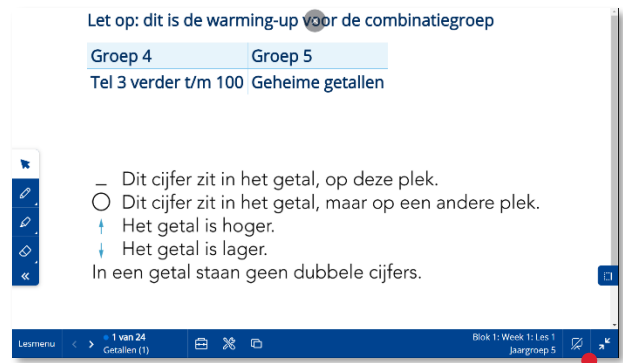 Let op: dit is de warming-up voor de combinatiegroep
Groep 4 Groep 5
Tel 3 verder t/m 100 Geheime getallen
_ Dit cijfer zit in het getal, op deze plek.
◯ Dit cijfer zit in het getal, maar op een andere plek.
↑ Het getal is hoger.
↓ Het getal is lager.
In een getal staan geen dubbele cijfers.
Lesmenu 1 van 24 Blok 1: Week 1: Les 1
Getallen (1) Jaargroep 5